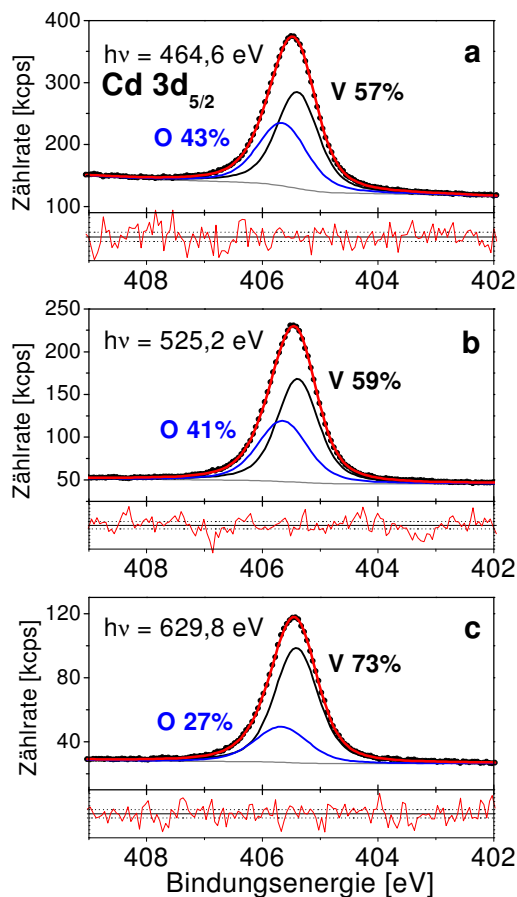 400
hν = 464,6 eV
a
Cd 3d5/2
V 57%
300
O 43%
200
100
Zählrate [kcps]
408 406 404 402
250
hν = 525,2 eV
b
200
V 59%
150
O 41%
100
50
Zählrate [kcps]
408 406 404 402
120
hν = 629,8 eV
c
V 73%
80
O 27%
40
Zählrate [kcps]
408 406 404 402
Bindungsenergie [eV]